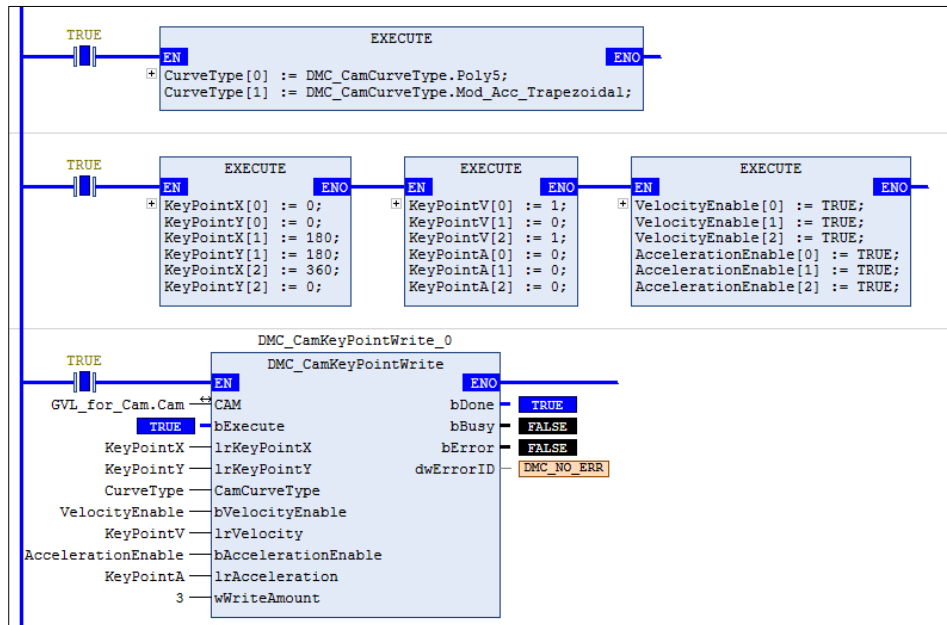 TRUE
EXECUTE
EN ENO
CurveType[0] := DMC_CamCurveType.Poly5;
CurveType[1] := DMC_CamCurveType.Mod_Acc_Trapezoidal;
TRUE
EXECUTE
EN ENO
KeyPointX[0] := 0;
KeyPointY[0] := 0;
KeyPointX[1] := 180;
KeyPointY[1] := 180;
KeyPointX[2] := 360;
KeyPointY[2] := 0;
EXECUTE
EN ENO
KeyPointV[0] := 1;
KeyPointV[1] := 0;
KeyPointV[2] := 1;
KeyPointA[0] := 0;
KeyPointA[1] := 0;
KeyPointA[2] := 0;
EXECUTE
EN ENO
VelocityEnable[0] := TRUE;
VelocityEnable[1] := TRUE;
VelocityEnable[2] := TRUE;
AccelerationEnable[0] := TRUE;
AccelerationEnable[1] := TRUE;
AccelerationEnable[2] := TRUE;
DMC_CamKeyPointWrite_0
TRUE
DMC_CamKeyPointWrite
EN ENO
GVL_for_Cam.Cam CAM bDone TRUE
TRUE bExecute bBusy FALSE
KeyPointX lrKeyPointX bError FALSE
KeyPointY lrKeyPointY dwErrorID DMC_NO_ERR
CurveType CamCurveType
VelocityEnable bVelocityEnable
KeyPointV lrVelocity
AccelerationEnable bAccelerationEnable
KeyPointA lrAcceleration
3 wWriteAmount